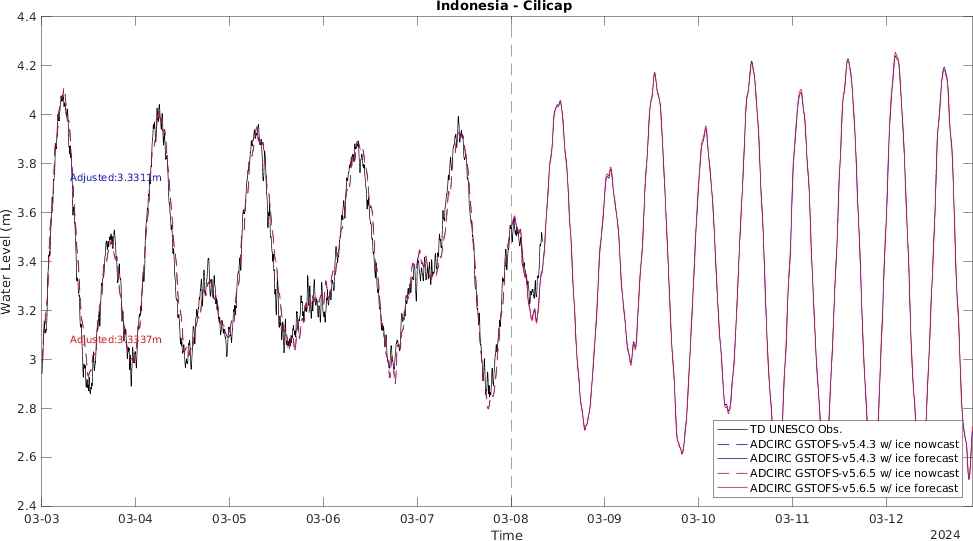 Indonesia - Cilicap
4.4
4.2
4
3.8
3.6
3.4
3.2
3
2.8
2.6
2.4
Water Level (m)
Adjusted:3.3311m
Adjusted:3.3337m
TD UNESCO Obs.
ADCIRC GSTOFS-v5.4.3 w/ ice nowcast
ADCIRC GSTOFS-v5.4.3 w/ ice forecast
ADCIRC GSTOFS-v5.6.5 w/ ice nowcast
ADCIRC GSTOFS-v5.6.5 w/ ice forecast
03-03 03-04 03-05 03-06 03-07 03-08 03-09 03-10 03-11 03-12
Time
2024